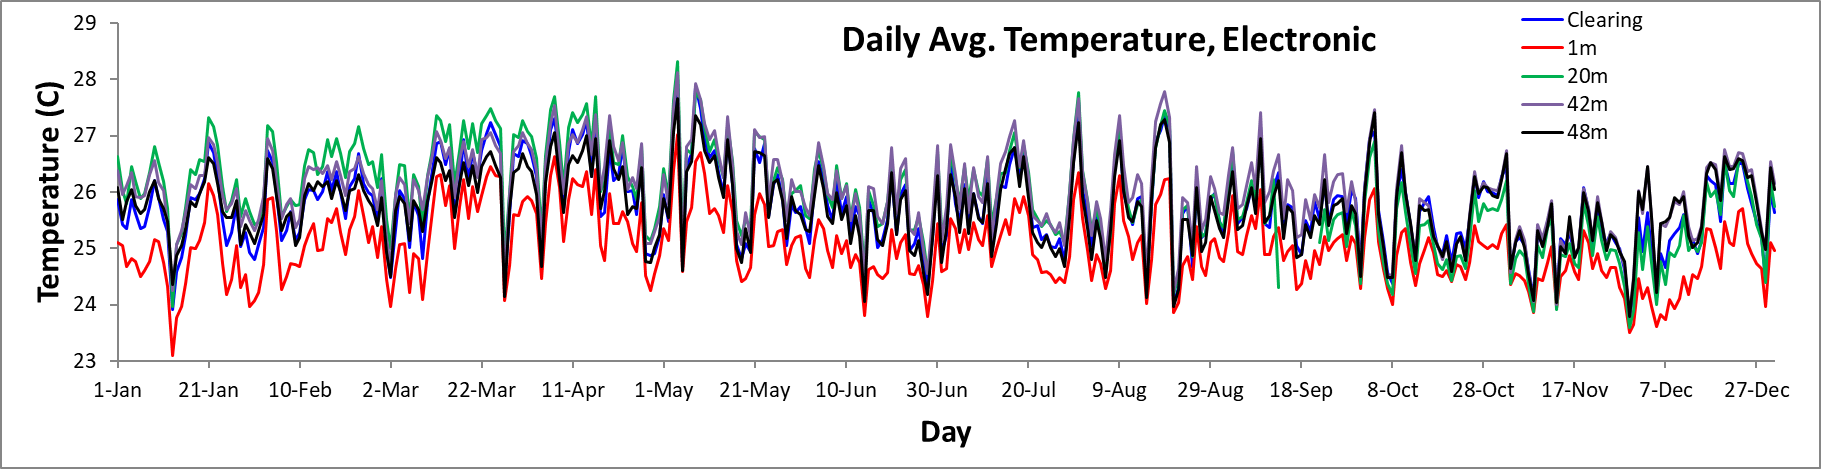 Daily Avg. Temperature, Electronic
Clearing
1m
20m
42m
48m
Temperature (C)
29
28
27
26
25
24
23
1-Jan 21-Jan 10-Feb 2-Mar 22-Mar 11-Apr 1-May 21-May 10-Jun 30-Jun 20-Jul 9-Aug 29-Aug 18-Sep 8-Oct 28-Oct 17-Nov 7-Dec 27-Dec
Day